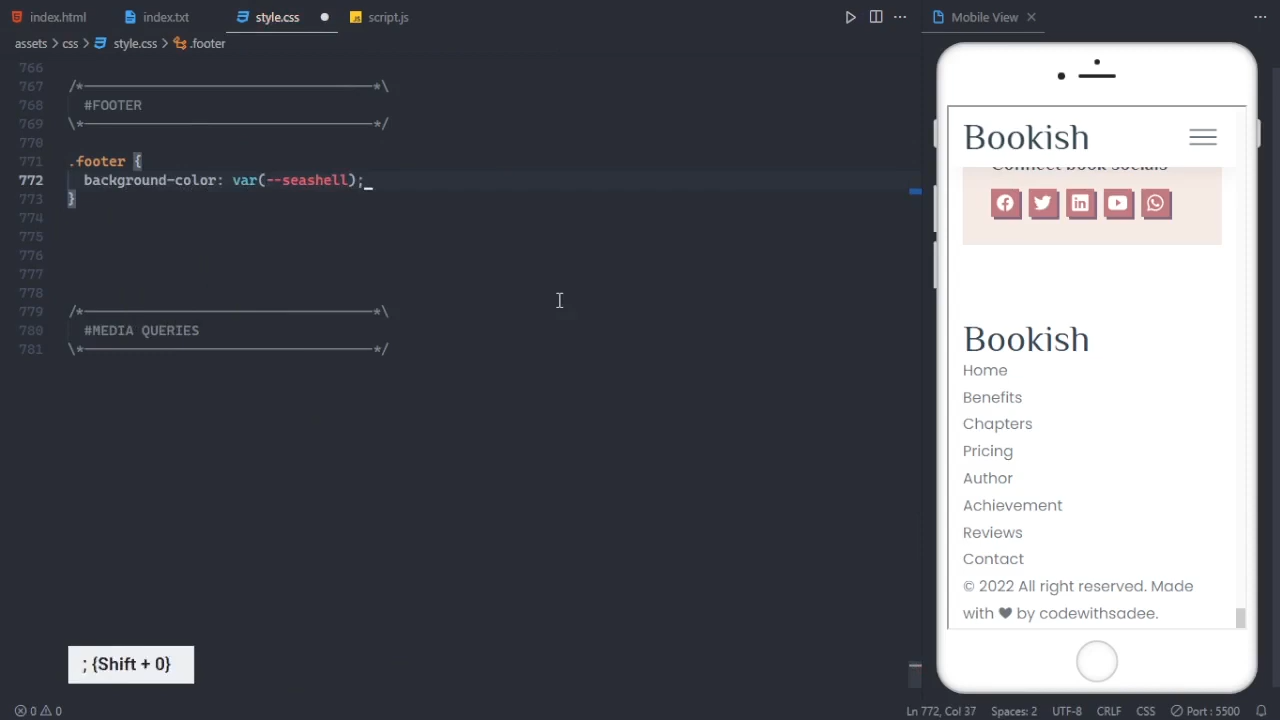 index.html
index.txt
style.css
script.js
Mobile View
assets > css > style.css > .footer
766
767 /*──────────────────────────────*\
768 #FOOTER
769 \*──────────────────────────────*/
770
771 .footer {
772 background-color: var(--seashell);
773 }
774
775
776
777
778
779 /*──────────────────────────────*\
780 #MEDIA QUERIES
781 \*──────────────────────────────*/
Bookish
Connect book socials
Bookish
Home
Benefits
Chapters
Pricing
Author
Achievement
Reviews
Contact
© 2022 All right reserved. Made
with ❤ by codewithsadee.
; {Shift + 0}
0 0
Ln 772, Col 37 Spaces: 2 UTF-8 CRLF CSS Port : 5500